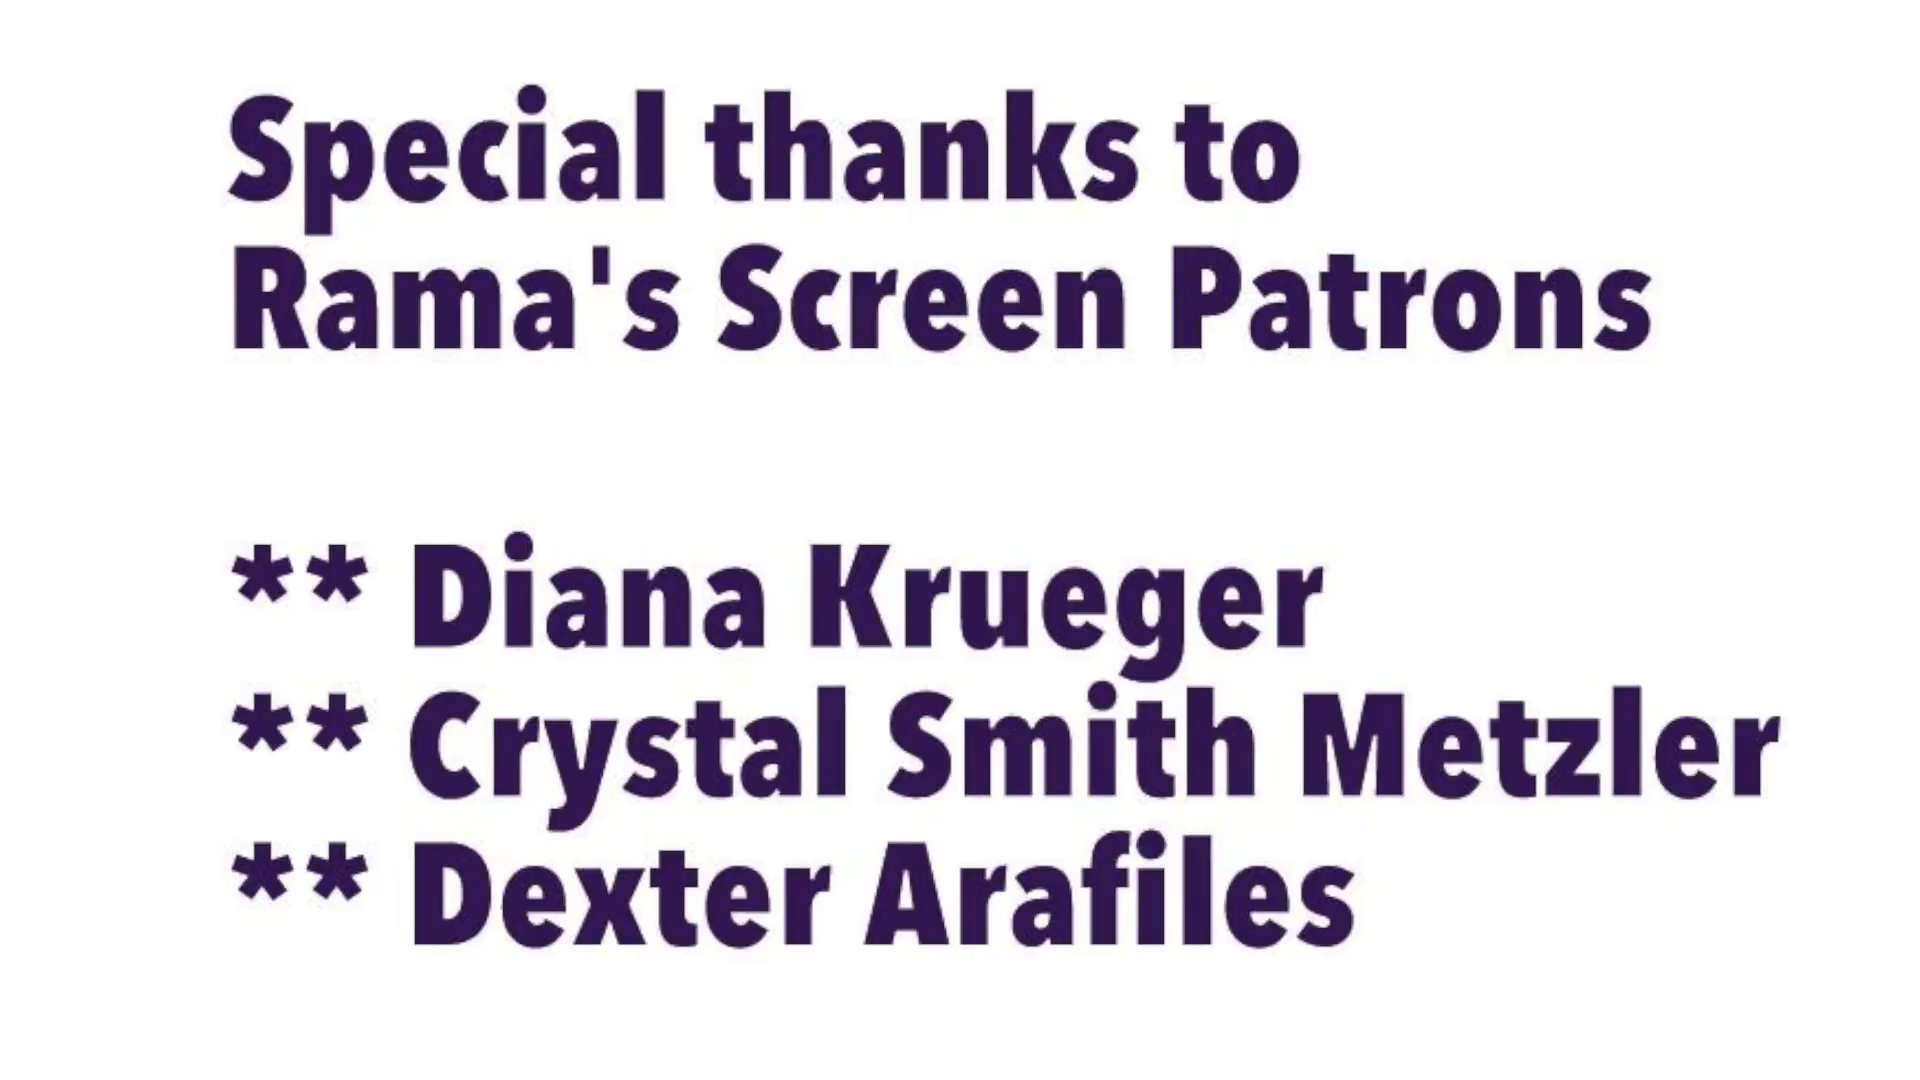 Special thanks to
Rama's Screen Patrons
** Diana Krueger
** Crystal Smith Metzler
** Dexter Arafiles